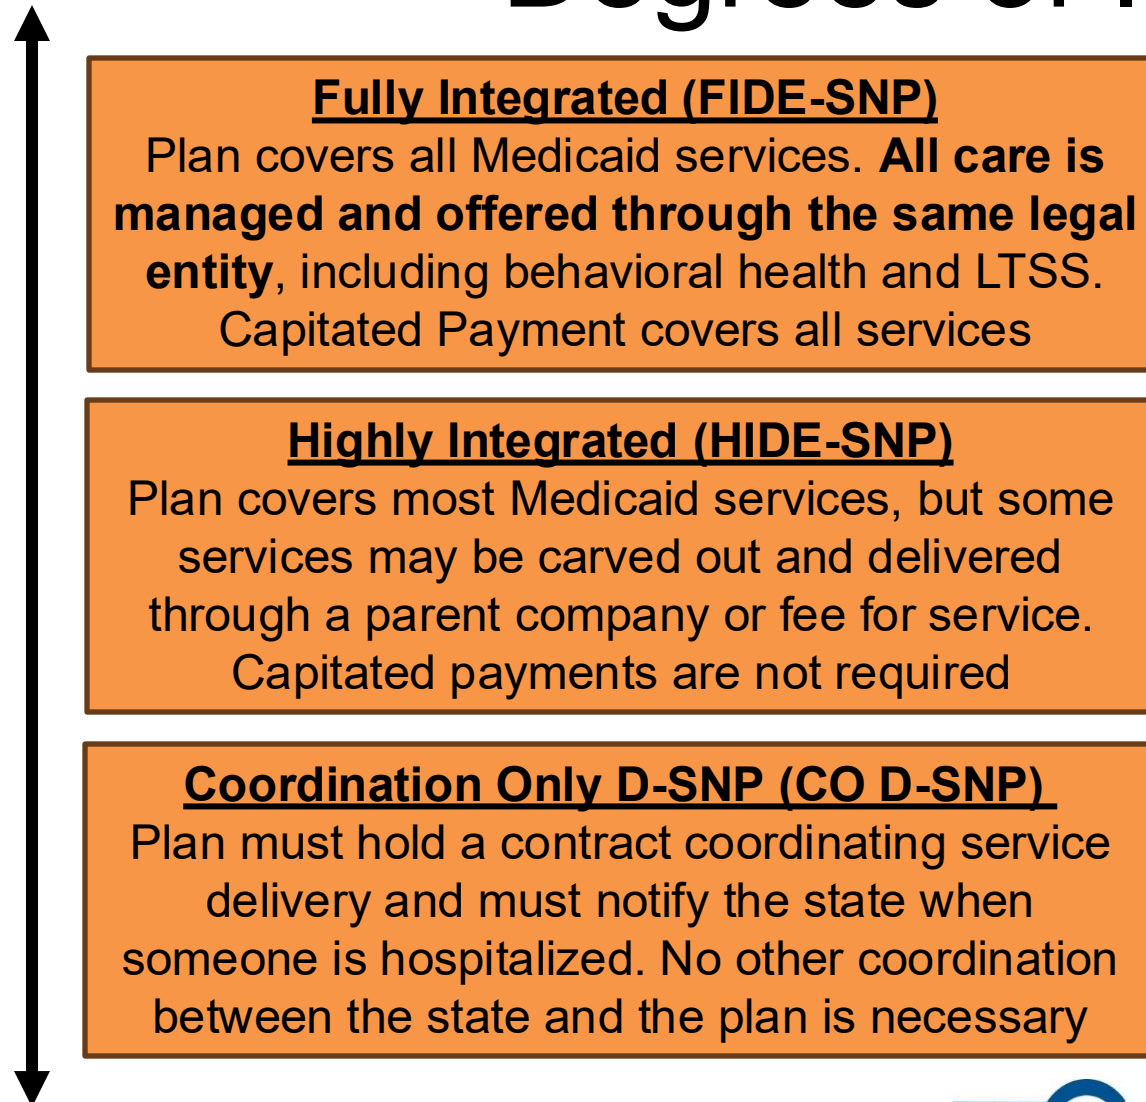 Degrees of
Fully Integrated (FIDE-SNP)
Plan covers all Medicaid services. All care is
managed and offered through the same legal
entity, including behavioral health and LTSS.
Capitated Payment covers all services
Highly Integrated (HIDE-SNP)
Plan covers most Medicaid services, but some
services may be carved out and delivered
through a parent company or fee for service.
Capitated payments are not required
Coordination Only D-SNP (CO D-SNP)
Plan must hold a contract coordinating service
delivery and must notify the state when
someone is hospitalized. No other coordination
between the state and the plan is necessary